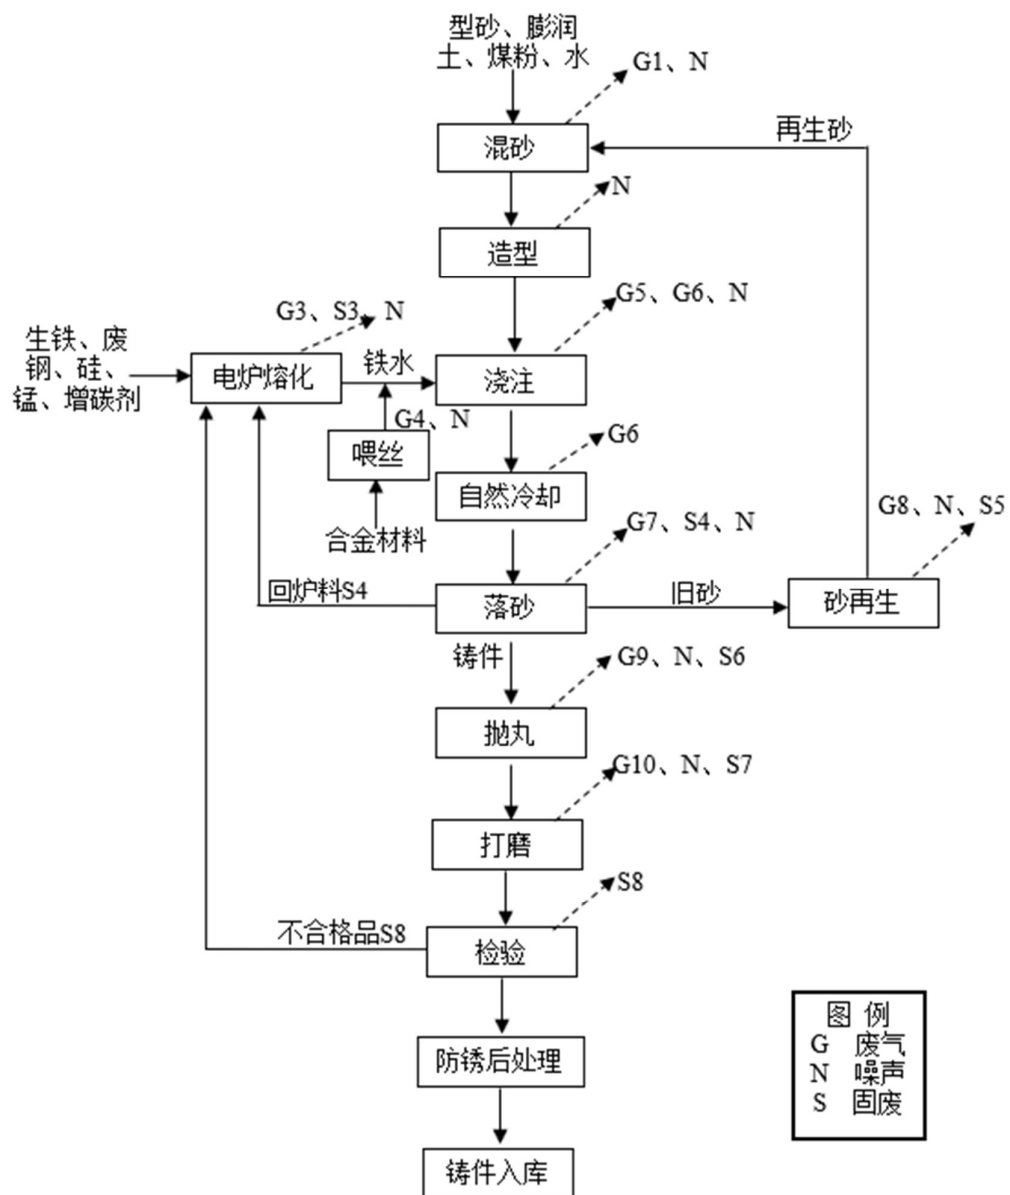 型砂、膨润
土、煤粉、水
G1、N
混砂
再生砂
N
造型
G5、G6、N
G3、S3、N
生铁、废
钢、硅、
锰、增碳剂
电炉熔化
铁水
浇注
G4、N
喂丝
G6
自然冷却
合金材料
G7、S4、N
G8、N、S5
回炉料S4
落砂
旧砂
砂再生
铸件
G9、N、S6
抛丸
G10、N、S7
打磨
S8
不合格品S8
检验
防锈后处理
铸件入库
图 例
G 废气
N 噪声
S 固废